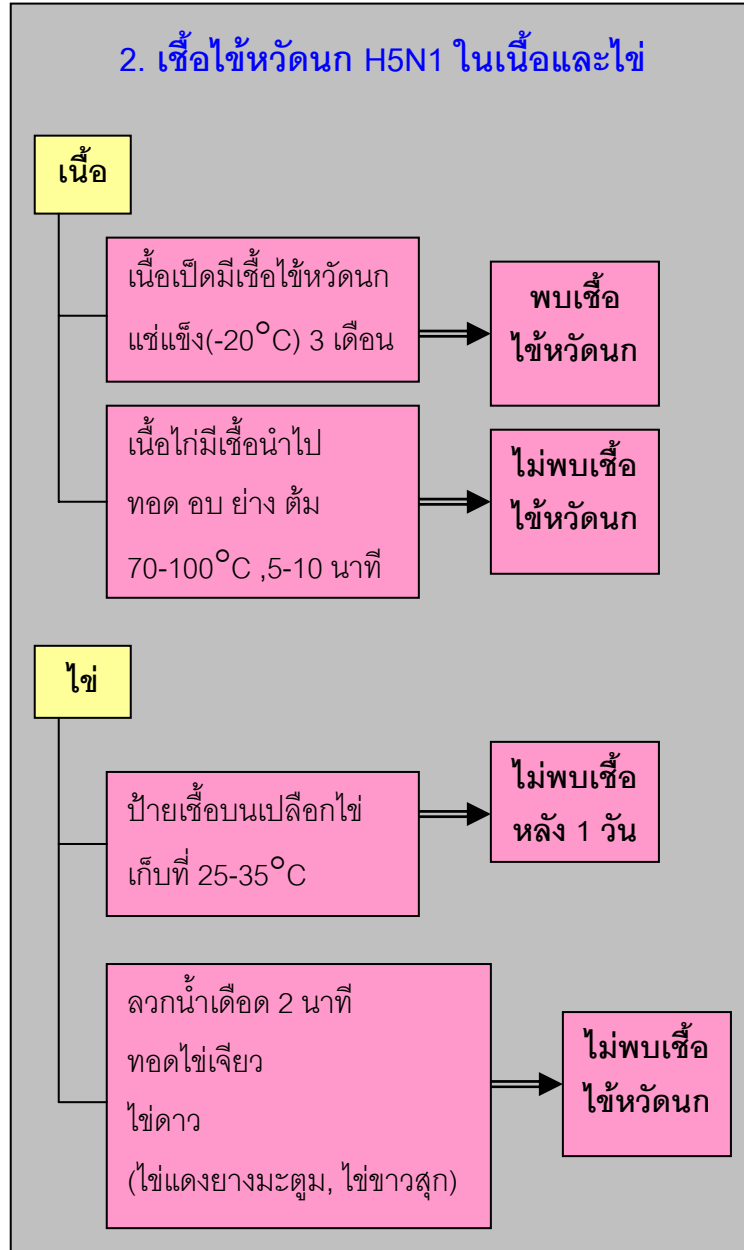 2. เชื้อไข้หวัดนก H5N1 ในเนื้อและไข่
เนื้อ
เนื้อเป็ดมีเชื้อไข้หวัดนก
แช่แข็ง(-20°C) 3 เดือน
พบเชื้อ
ไข้หวัดนก
เนื้อไก่มีเชื้อนำไป
ทอด อบ ย่าง ต้ม
70-100°C ,5-10 นาที
ไม่พบเชื้อ
ไข้หวัดนก
ไข่
ป้ายเชื้อบนเปลือกไข่
เก็บที่ 25-35°C
ไม่พบเชื้อ
หลัง 1 วัน
ลวกน้ำเดือด 2 นาที
ทอดไข่เจียว
ไข่ดาว
(ไข่แดงยางมะตูม, ไข่ขาวสุก)
ไม่พบเชื้อ
ไข้หวัดนก